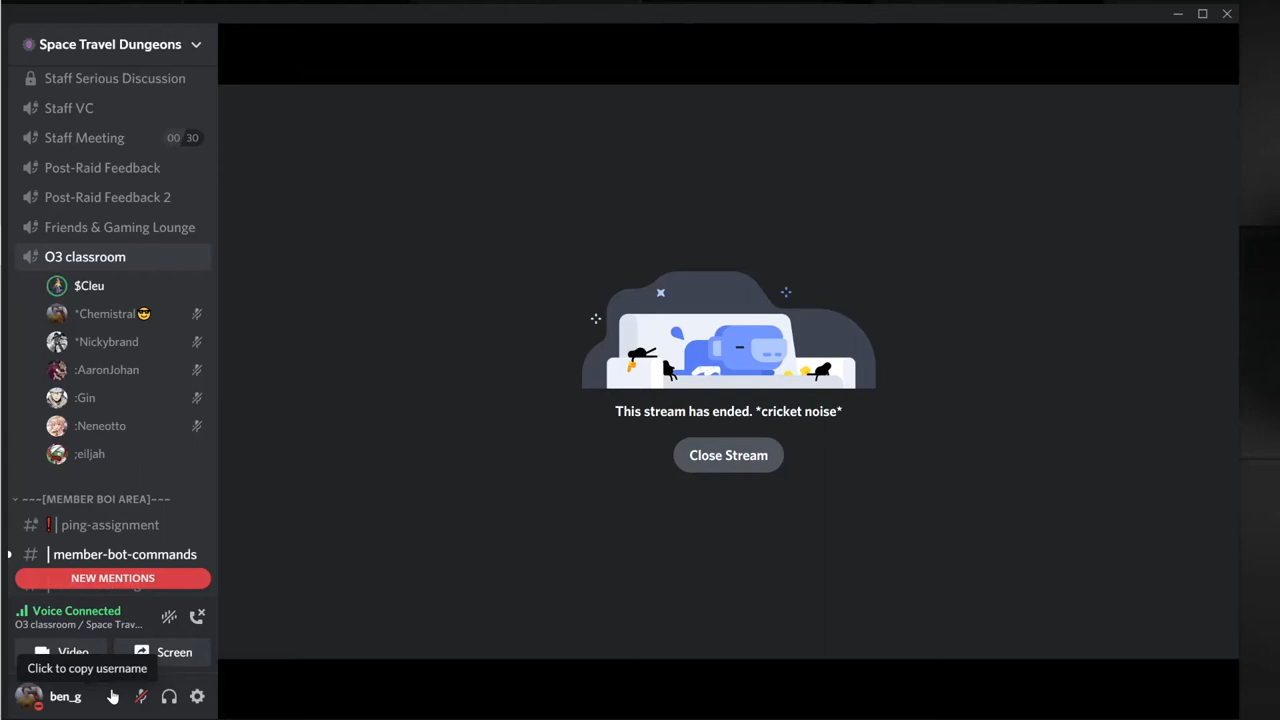 Space Travel Dungeons
Staff Serious Discussion
Staff VC
Staff Meeting 00 30
Post-Raid Feedback
Post-Raid Feedback 2
Friends & Gaming Lounge
O3 classroom
$Cleu
*Chemistral😎
*Nickybrand
:AaronJohan
:Gin
:Neneotto
;eiljah
---[MEMBER BOI AREA]---
❗| ping-assignment
| member-bot-commands
NEW MENTIONS
Voice Connected
O3 classroom / Space Trav...
Video Screen
Click to copy username
ben_g
This stream has ended. *cricket noise*
Close Stream